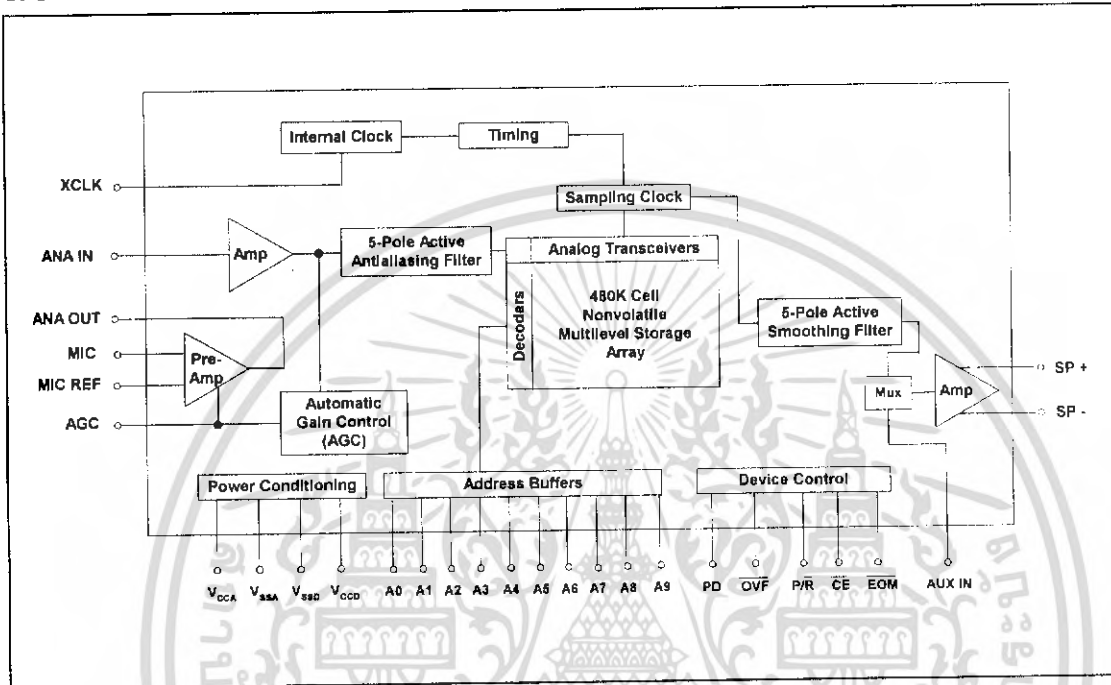 Internal Clock
Timing
XCLK
Sampling Clock
ANA IN
Amp
5-Pole Active
Antialiasing Filter
Analog Transceivers
Decoders
480K Cell
Nonvolatile
Multilevel Storage
Array
5-Pole Active
Smoothing Filter
ANA OUT
MIC
MIC REF
AGC
Pre-
Amp
Automatic
Gain Control
(AGC)
Mux
Amp
SP +
SP -
Power Conditioning
Address Buffers
Device Control
VCCA VSSA VSSD VCCD A0 A1 A2 A3 A4 A5 A6 A7 A8 A9 PD O̅V̅F̅ P/R̅ C̅E̅ E̅O̅M̅ AUX IN